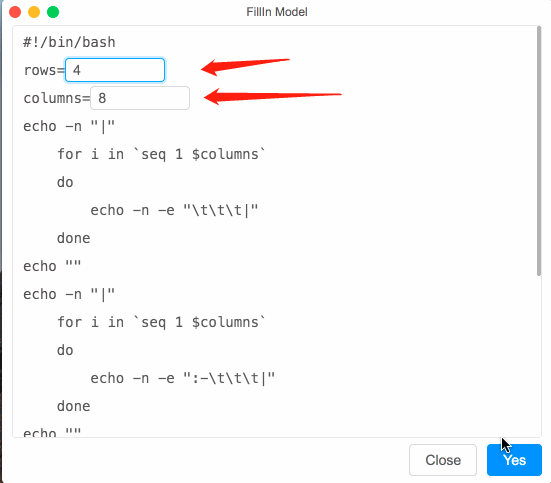 FillIn Model
#!/bin/bash
rows=4
columns=8
echo -n "|"
    for i in `seq 1 $columns`
    do
        echo -n -e "\t\t\t|"
    done
echo ""
echo -n "|"
    for i in `seq 1 $columns`
    do
        echo -n -e ":-\t\t\t|"
    done
echo ""
Close Yes